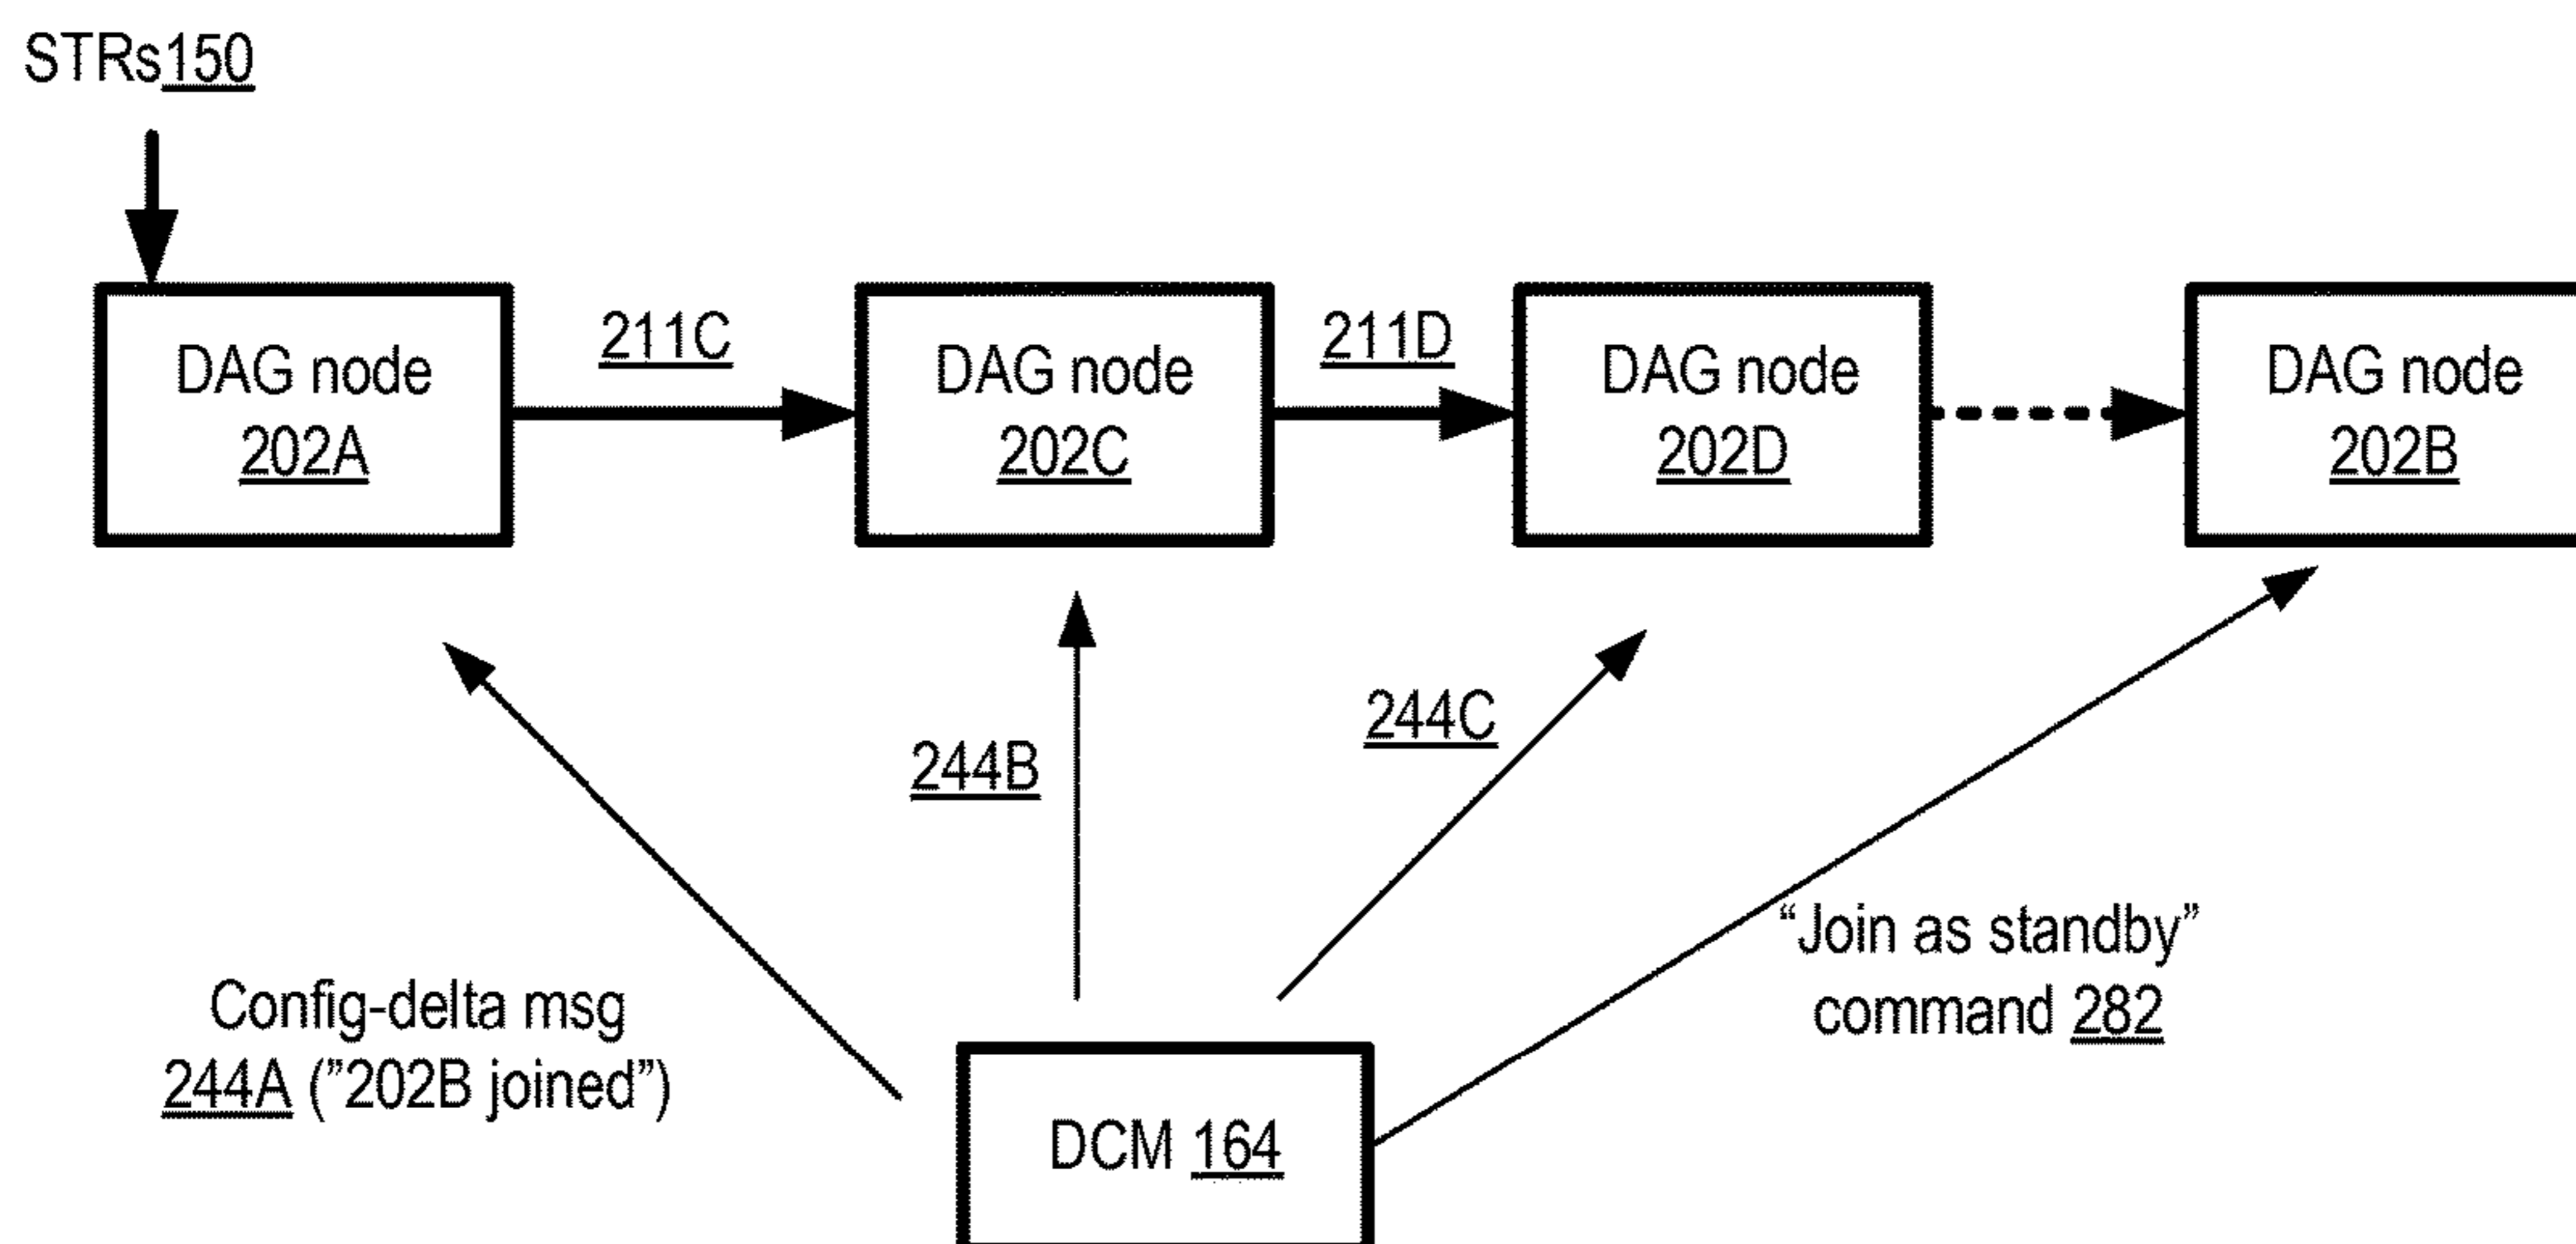 STRs150
DAG node
202A
211C
DAG node
202C
211D
DAG node
202D
DAG node
202B
244B
244C
Config-delta msg
244A (”202B joined”)
“Join as standby”
command 282
DCM 164